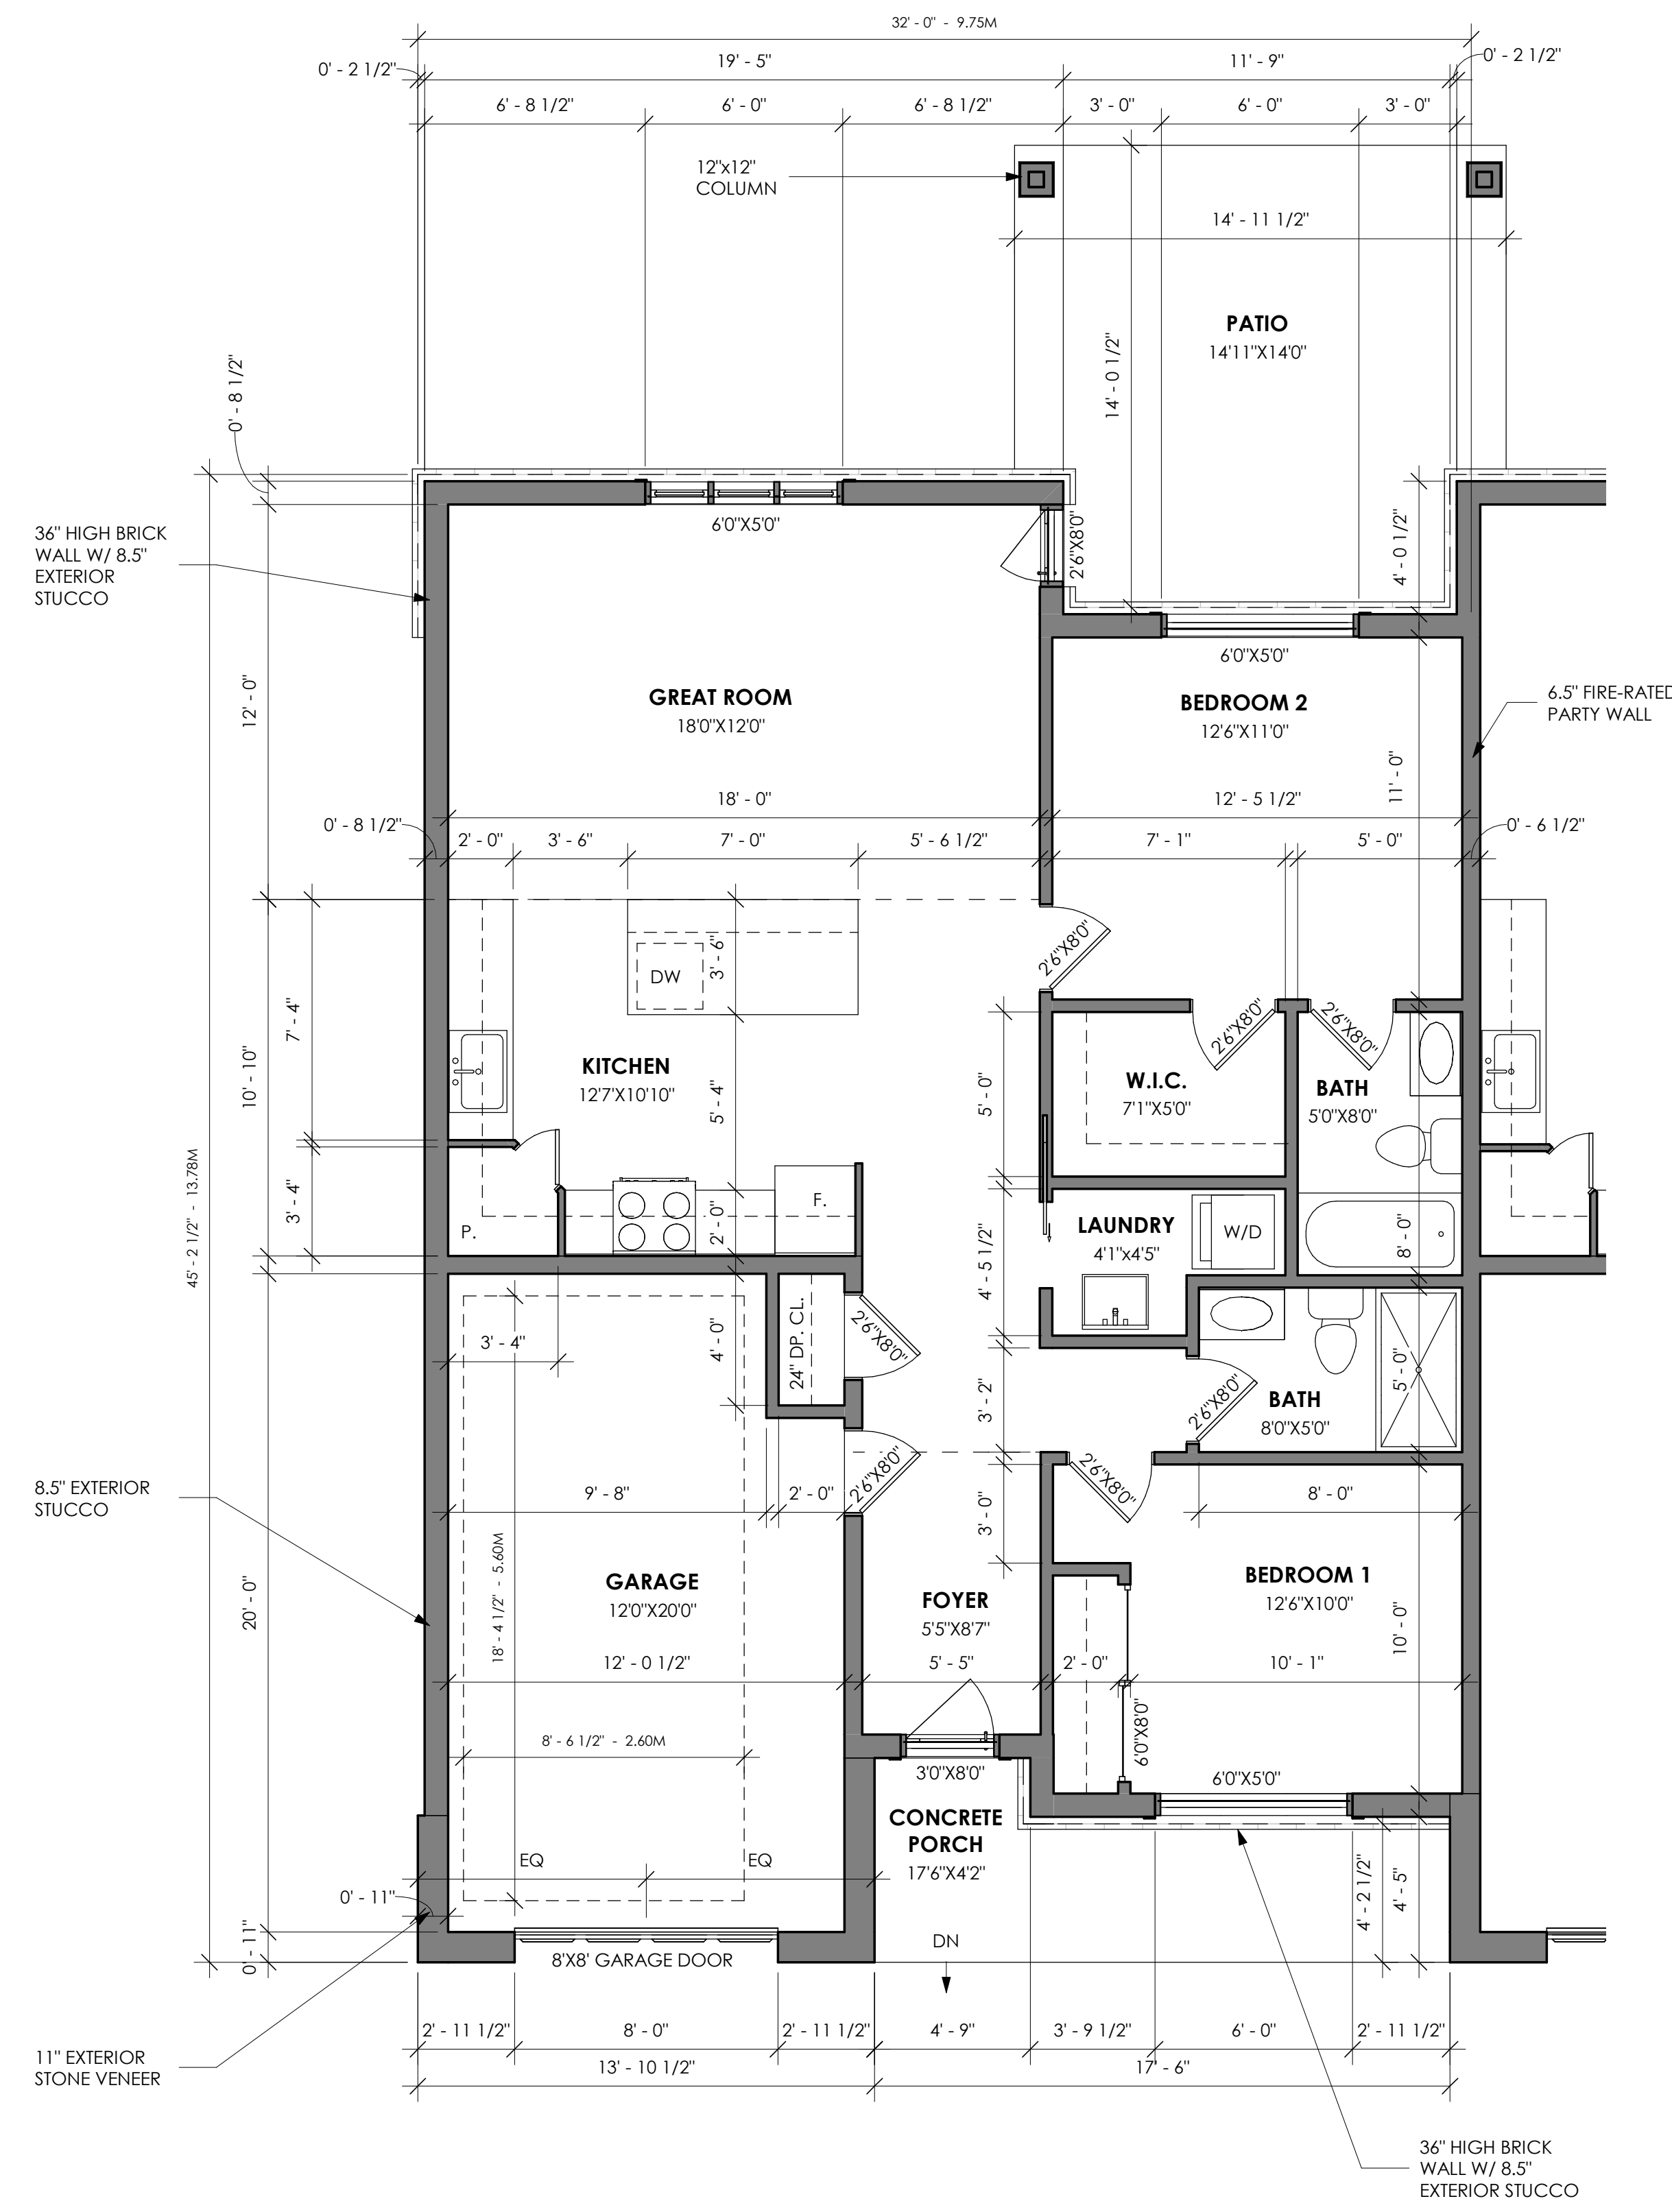 32' - 0" - 9.75M
0' - 2 1/2"
19' - 5"
11' - 9"
0' - 2 1/2"
6' - 8 1/2"
6' - 0"
6' - 8 1/2"
3' - 0"
6' - 0"
3' - 0"
12"x12"
COLUMN
14' - 11 1/2"
PATIO
14'11"X14'0"
14' - 0 1/2"
0' - 8 1/2"
36" HIGH BRICK
WALL W/ 8.5"
EXTERIOR
STUCCO
6'0"X5'0"
2'6"X8'0"
4' - 0 1/2"
6'0"X5'0"
12' - 0"
GREAT ROOM
18'0"X12'0"
BEDROOM 2
12'6"X11'0"
6.5" FIRE-RATED
PARTY WALL
11' - 0"
18' - 0"
12' - 5 1/2"
0' - 8 1/2"
2' - 0"
3' - 6"
7' - 0"
5' - 6 1/2"
7' - 1"
5' - 0"
0' - 6 1/2"
2'6"X8'0"
DW
3' - 6"
7' - 4"
10' - 10"
KITCHEN
12'7"X10'10"
5' - 4"
5' - 0"
2'6"X8'0"
2'6"X8'0"
W.I.C.
7'1"X5'0"
BATH
5'0"X8'0"
45' - 2 1/2" - 13.78M
3' - 4"
P.
2' - 0"
F.
LAUNDRY
4'1"x4'5"
W/D
8' - 0"
4' - 5 1/2"
3' - 4"
4' - 0"
24" DP. CL.
2'6"X8'0"
3' - 2"
2'6"X8'0"
BATH
8'0"X5'0"
5' - 0"
8.5" EXTERIOR
STUCCO
9' - 8"
2' - 0"
2'6"X8'0"
3' - 0"
2'6"X8'0"
8' - 0"
18' - 4 1/2" - 5.60M
20' - 0"
GARAGE
12'0"X20'0"
FOYER
5'5"X8'7"
BEDROOM 1
12'6"X10'0"
10' - 0"
12' - 0 1/2"
5' - 5"
2' - 0"
10' - 1"
8' - 6 1/2" - 2.60M
6'0"X8'0"
3'0"X8'0"
6'0"X5'0"
CONCRETE
PORCH
17'6"X4'2"
EQ
EQ
0' - 11"
0' - 11"
4' - 2 1/2"
4' - 5"
DN
8'X8' GARAGE DOOR
2' - 11 1/2"
8' - 0"
2' - 11 1/2"
4' - 9"
3' - 9 1/2"
6' - 0"
2' - 11 1/2"
13' - 10 1/2"
17' - 6"
11" EXTERIOR
STONE VENEER
36" HIGH BRICK
WALL W/ 8.5"
EXTERIOR STUCCO